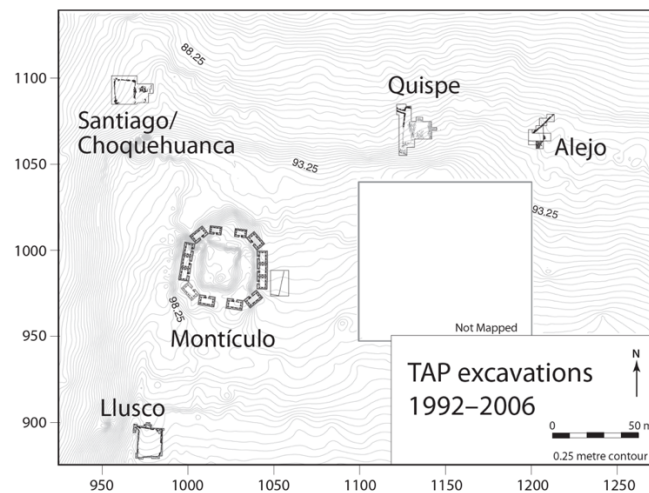 1100
1050
1000
950
900
950
1000
1050
1100
1150
1200
1250
88.25
Santiago/
Choquehuanca
Quispe
Alejo
93.25
93.25
98.25
Montículo
Not Mapped
Llusco
TAP excavations
1992–2006
N
0
50 m
0.25 metre contour